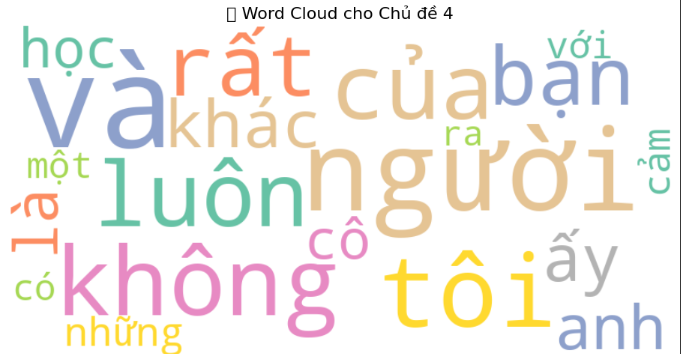 Word Cloud cho Chủ đề 4
học
rất
của
bạn
với
và
khác
ra
cảm
một
luôn
người
là
không
cô
tôi
ấy
có
những
anh